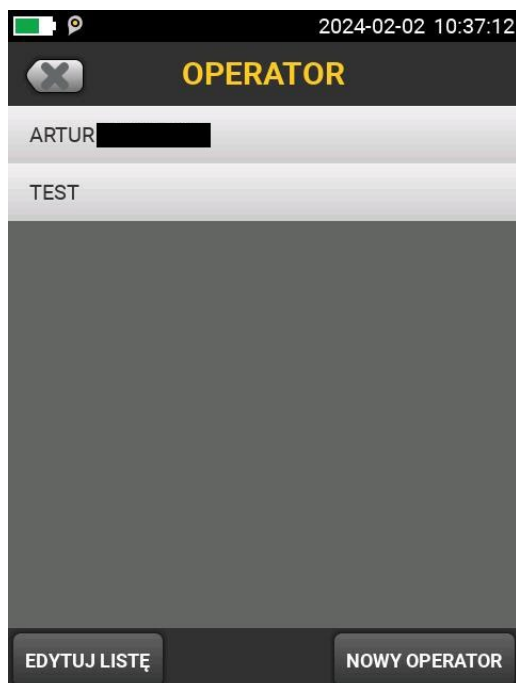 2024-02-02 10:37:12
OPERATOR
ARTUR
TEST
EDYTUJ LISTĘ
NOWY OPERATOR